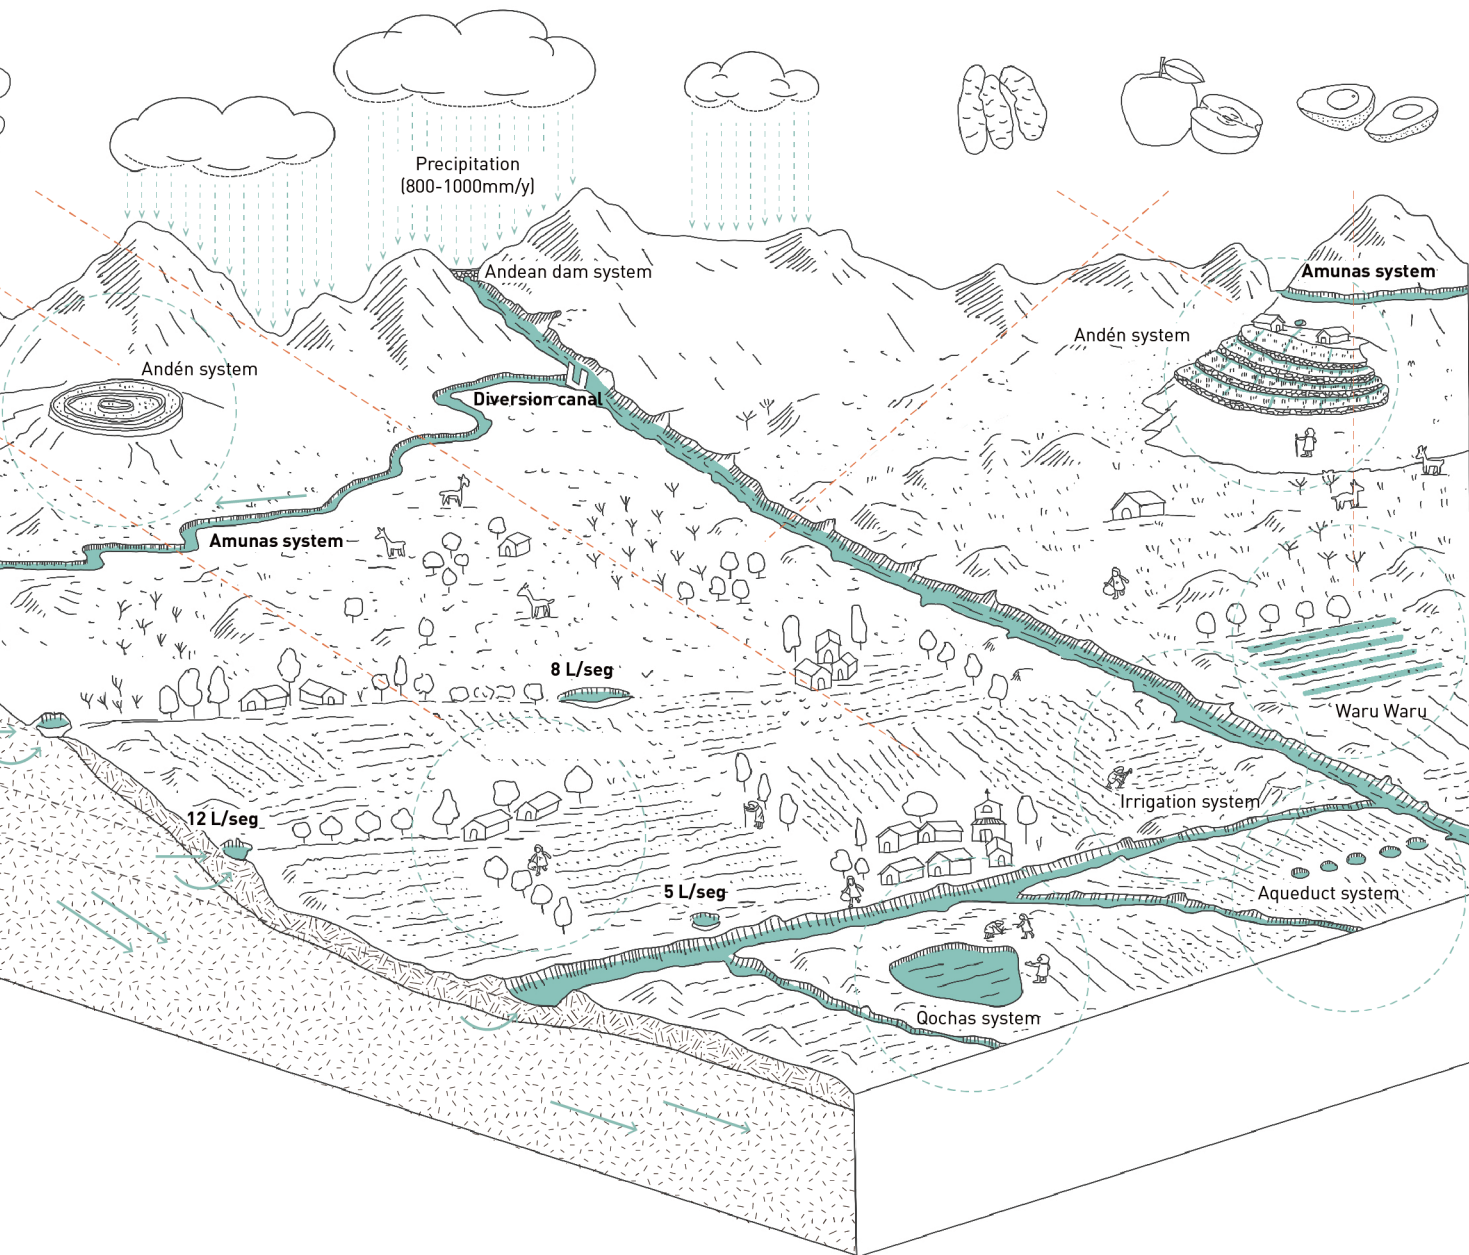 Precipitation
(800-1000mm/y)
Andean dam system
Amunas system
Andén system
Andén system
Diversion canal
Amunas system
8 L/seg
Waru Waru
Irrigation system
12 L/seg
5 L/seg
Aqueduct system
Qochas system